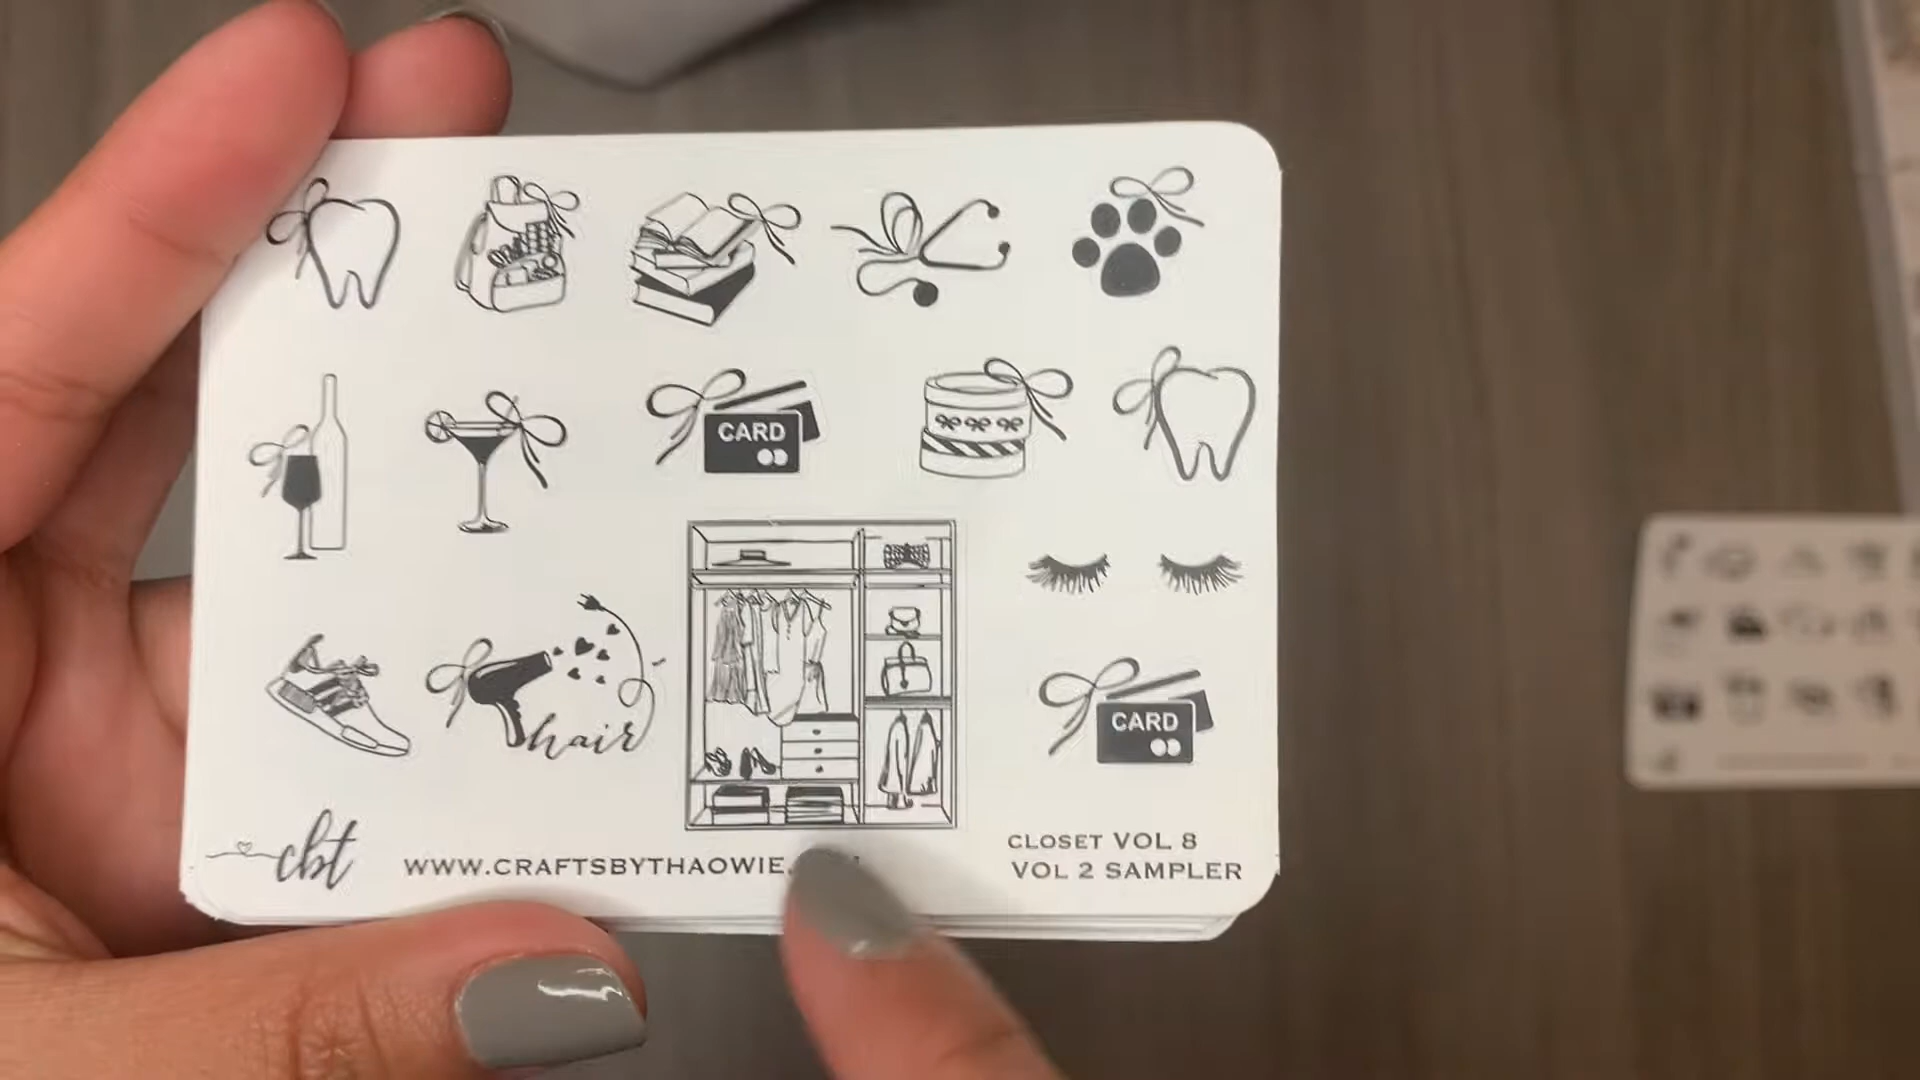 CARD
hair
CARD
cbt
WWW.CRAFTSBYTHAOWIE.
CLOSET VOL 8
VOL 2 SAMPLER